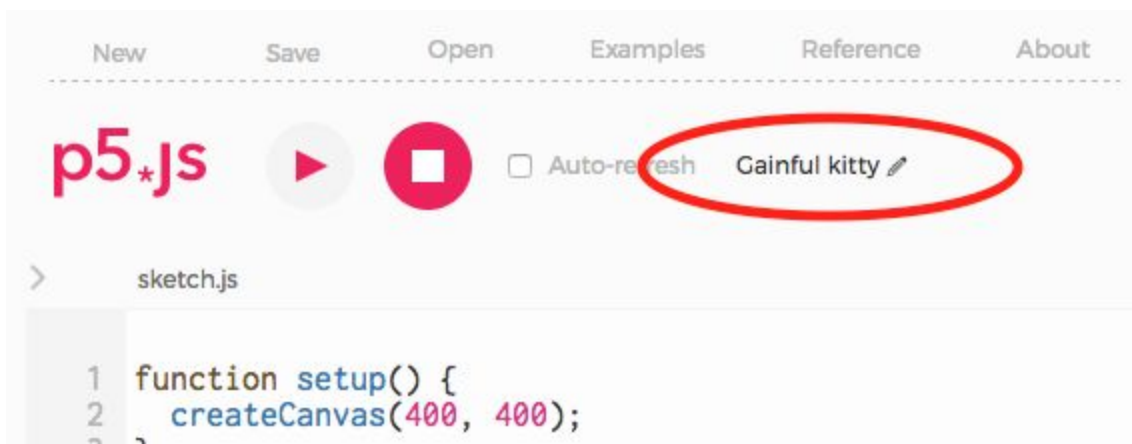 New Save Open Examples Reference About
p5*js Auto-refresh Gainful kitty
sketch.js
1 function setup() {
2 createCanvas(400, 400);